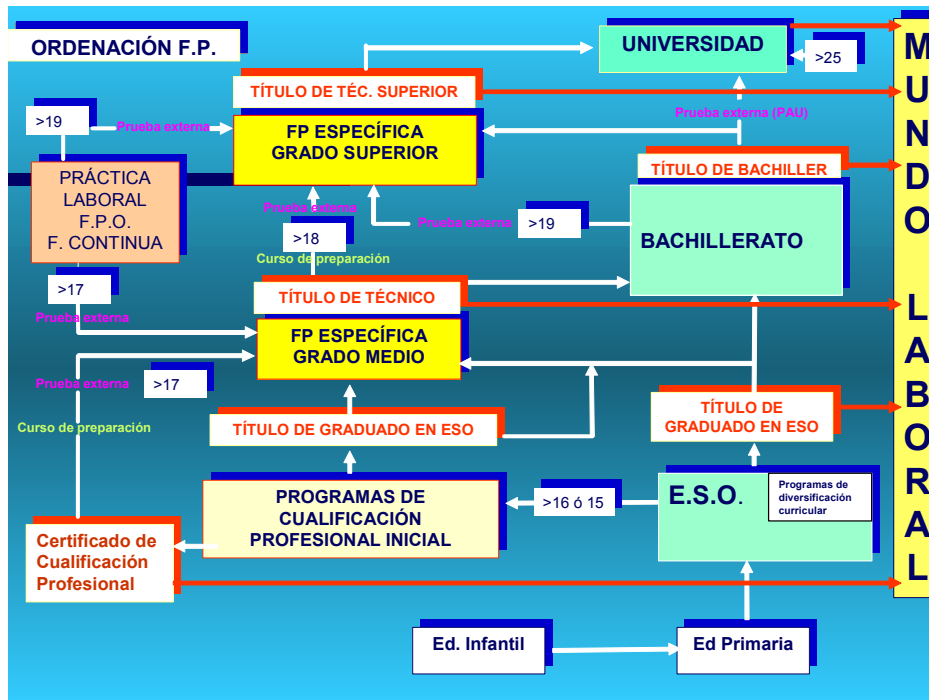 ORDENACIÓN F.P.
UNIVERSIDAD
>25
TÍTULO DE TÉC. SUPERIOR
>19
Prueba externa
FP ESPECÍFICA
GRADO SUPERIOR
Prueba externa (PAU)
PRÁCTICA
LABORAL
F.P.O.
F. CONTINUA
TÍTULO DE BACHILLER
Prueba externa
>18
Curso de preparación
Prueba externa
>19
BACHILLERATO
>17
Prueba externa
TÍTULO DE TÉCNICO
FP ESPECÍFICA
GRADO MEDIO
Prueba externa
>17
Curso de preparación
TÍTULO DE GRADUADO EN ESO
TÍTULO DE
GRADUADO EN ESO
PROGRAMAS DE
CUALIFICACIÓN
PROFESIONAL INICIAL
>16 ó 15
E.S.O.
Programas de
diversificación
curricular
Certificado de
Cualificación
Profesional
Ed. Infantil
Ed Primaria
M
U
N
D
O
L
A
B
O
R
A
L